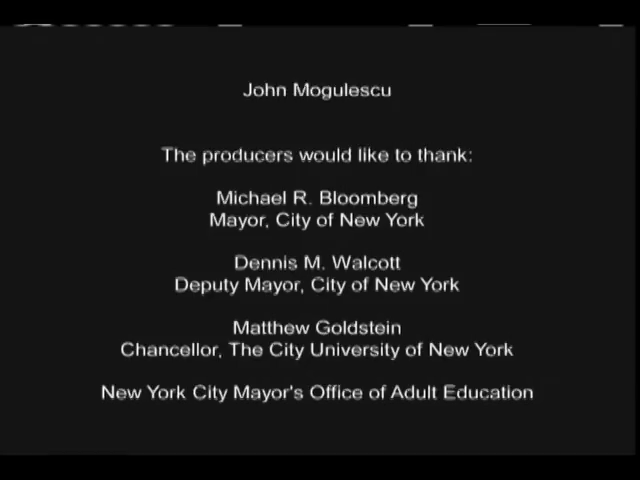 John Mogulescu
The producers would like to thank:
Michael R. Bloomberg
Mayor, City of New York
Dennis M. Walcott
Deputy Mayor, City of New York
Matthew Goldstein
Chancellor, The City University of New York
New York City Mayor's Office of Adult Education